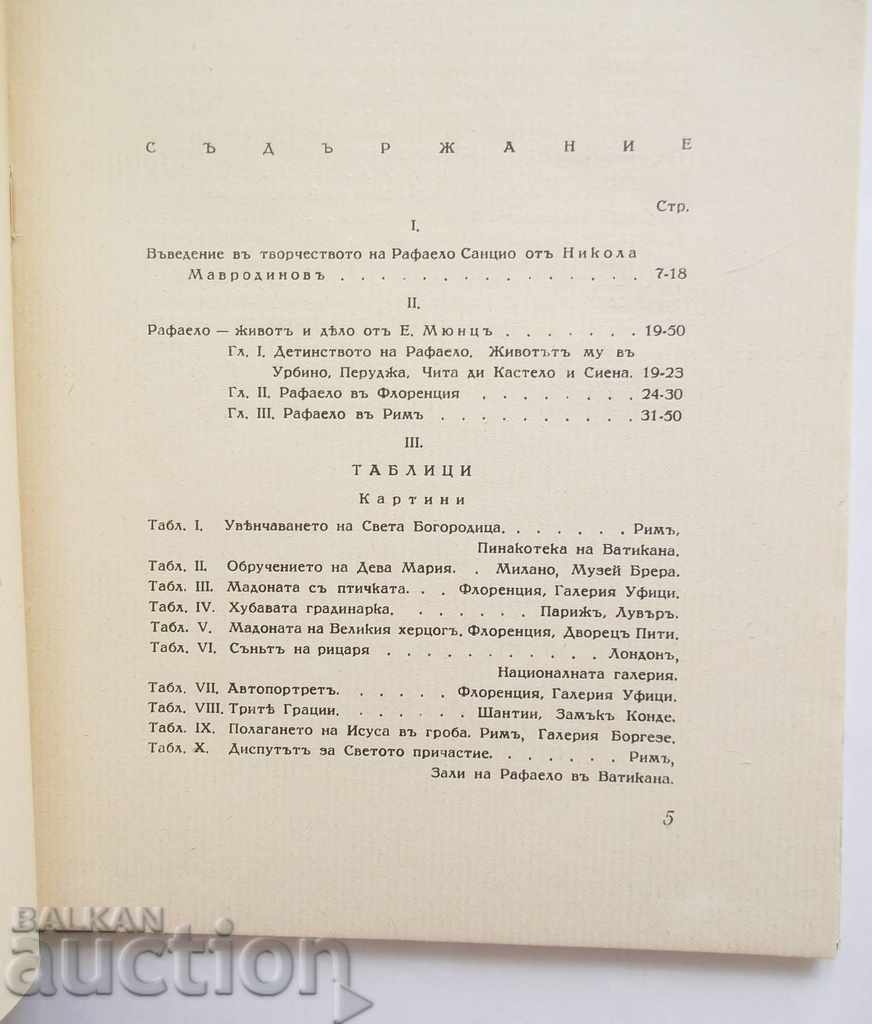 СЪДЪРЖАНИЕ
Стр.
I.
Въведение въ творчеството на Рафаело Санцио отъ Никола
Мавродиновъ . . . . . . . . . . . . . . . 7-18
II.
Рафаело — животъ и дѣло отъ Е. Мюнцъ . . . . . . . 19-50
Гл. I. Детинството на Рафаело. Животътъ му въ
Урбино, Перуджа, Чита ди Кастело и Сиена. 19-23
Гл. II. Рафаело въ Флоренция . . . . . . . 24-30
Гл. III. Рафаело въ Римъ . . . . . . . . . . 31-50
III.
ТАБЛИЦИ
Картини
Табл. I. Увѣнчаването на Света Богородица. . . . . . Римъ,
Пинакотека на Ватикана.
Табл. II. Обручението на Дева Мария. . Милано, Музей Брера.
Табл. III. Мадоната съ птичката. . . Флоренция, Галерия Уфици.
Табл. IV. Хубавата градинарка. . . . . . . Парижъ, Лувъръ.
Табл. V. Мадоната на Великия херцогъ. Флоренция, Дворецъ Пити.
Табл. VI. Съньтъ на рицаря . . . . . . . . . . . Лондонъ,
Националната галерия.
Табл. VII. Автопортретъ. . . . . Флоренция, Галерия Уфици.
Табл. VIII. Тритѣ Грации. . . . . . . Шантии, Замъкъ Конде.
Табл. IX. Полагането на Исуса въ гроба. Римъ, Галерия Боргезе.
Табл. X. Диспутътъ за Светото причастие. . . . . . . Римъ,
Зали на Рафаело въ Ватикана.
5
BALKAN
auction